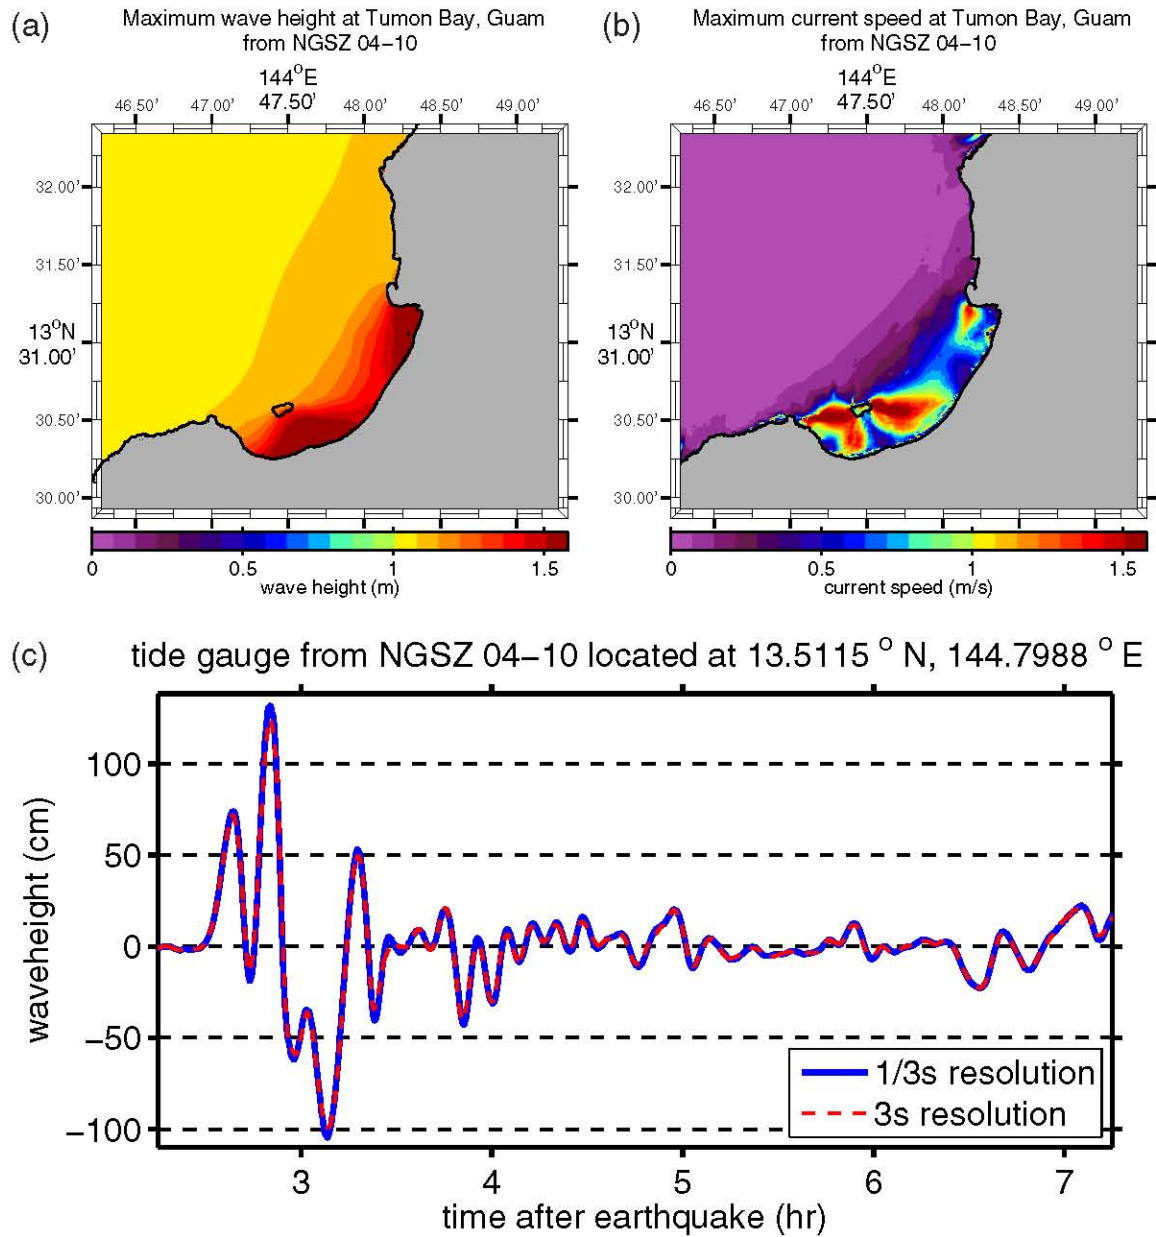 (a)
Maximum wave height at Tumon Bay, Guam
from NGSZ 04−10
144°E
46.50' 47.00' 47.50' 48.00' 48.50' 49.00'
32.00'
31.50'
13°N
31.00'
30.50'
30.00'
0 0.5 1 1.5
wave height (m)
(b)
Maximum current speed at Tumon Bay, Guam
from NGSZ 04−10
144°E
46.50' 47.00' 47.50' 48.00' 48.50' 49.00'
32.00'
31.50'
13°N
31.00'
30.50'
30.00'
0 0.5 1 1.5
current speed (m/s)
(c)
tide gauge from NGSZ 04−10 located at 13.5115 ° N, 144.7988 ° E
100
50
0
−50
−100
waveheight (cm)
1/3s resolution
3s resolution
3 4 5 6 7
time after earthquake (hr)